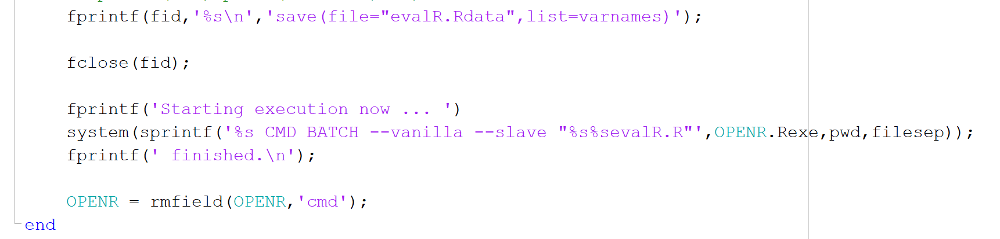 fprintf(fid,'%s\n','save(file="evalR.Rdata",list=varnames)');
fclose(fid);
fprintf('Starting execution now ... ')
system(sprintf('%s CMD BATCH --vanilla --slave "%s%sevalR.R"',OPENR.Rexe,pwd,filesep));
fprintf(' finished.\n');
OPENR = rmfield(OPENR,'cmd');
end